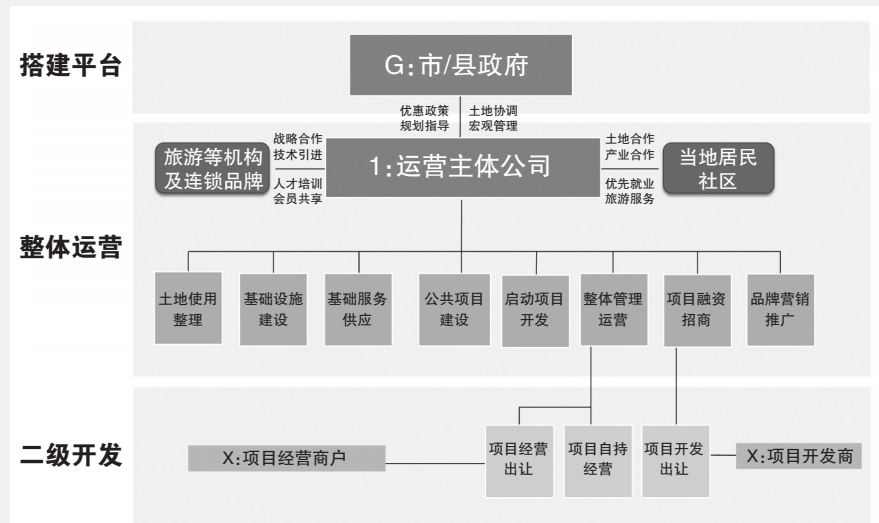 搭建平台
G:市/县政府
优惠政策
规划指导
土地协调
宏观管理
整体运营
旅游等机构
及连锁品牌
战略合作
技术引进
人才培训
会员共享
1:运营主体公司
土地合作
产业合作
优先就业
旅游服务
当地居民
社区
土地使用
整理
基础设施
建设
基础服务
供应
公共项目
建设
启动项目
开发
整体管理
运营
项目融资
招商
品牌营销
推广
二级开发
X:项目经营商户
项目经营
出让
项目自持
经营
项目开发
出让
X:项目开发商